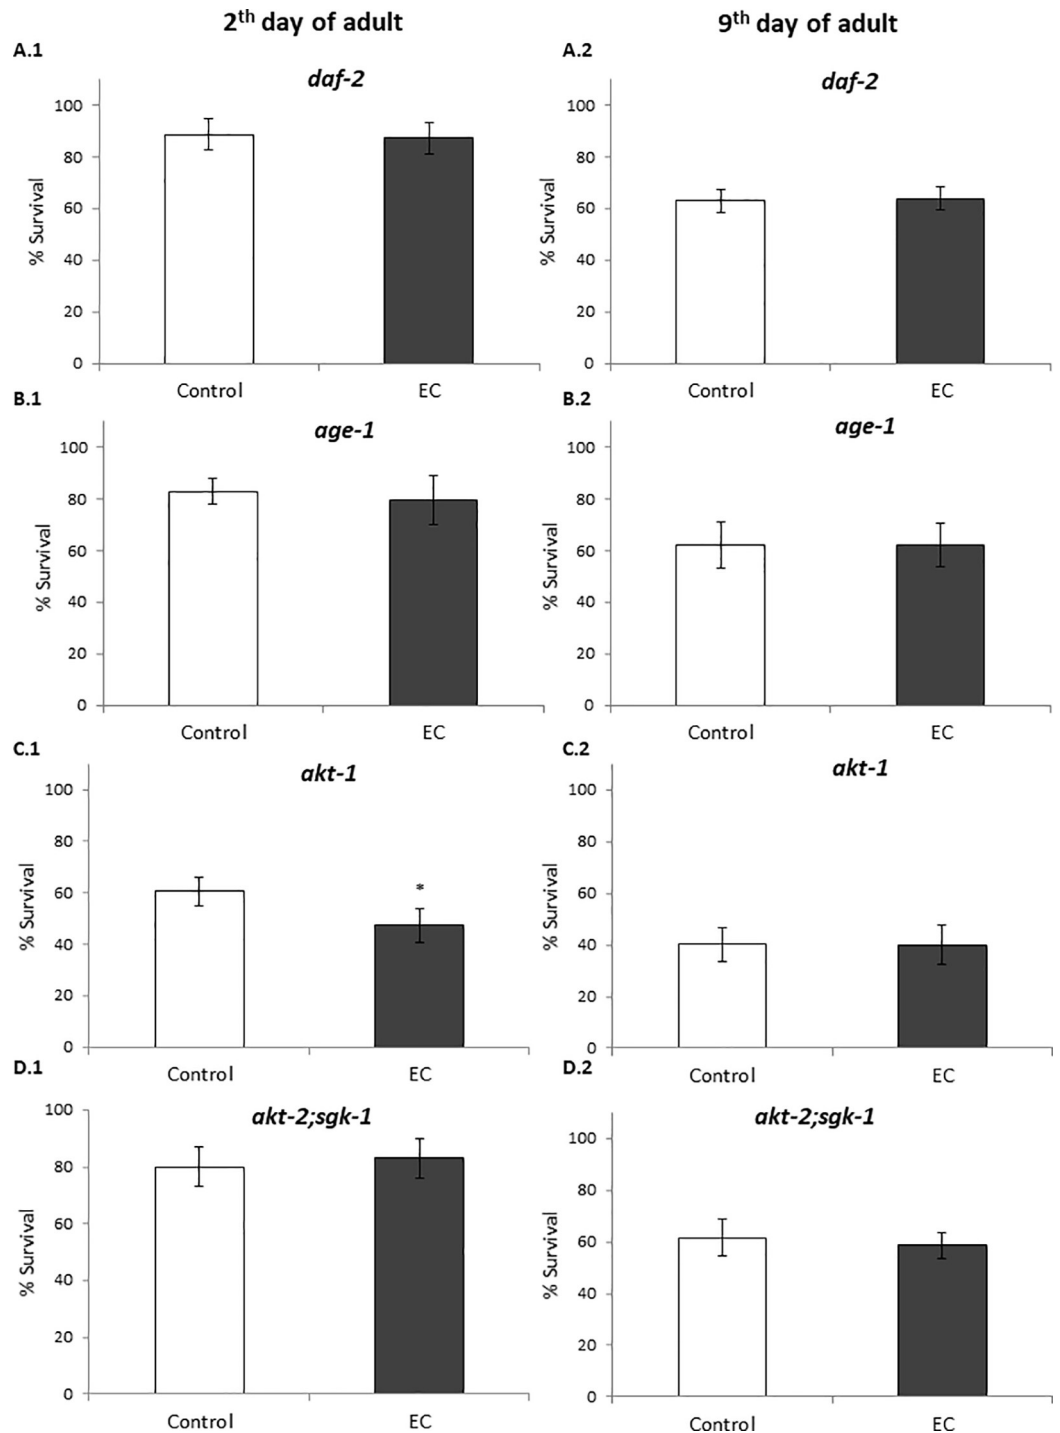 2th day of adult
9th day of adult
A.1
daf-2
100
80
60
40
20
0
% Survival
Control
EC
A.2
daf-2
100
80
60
40
20
0
% Survival
Control
EC
B.1
age-1
100
80
60
40
20
0
% Survival
Control
EC
B.2
age-1
100
80
60
40
20
0
% Survival
Control
EC
C.1
akt-1
100
80
60
40
20
0
% Survival
*
Control
EC
C.2
akt-1
100
80
60
40
20
0
% Survival
Control
EC
D.1
akt-2;sgk-1
100
80
60
40
20
0
% Survival
Control
EC
D.2
akt-2;sgk-1
100
80
60
40
20
0
% Survival
Control
EC